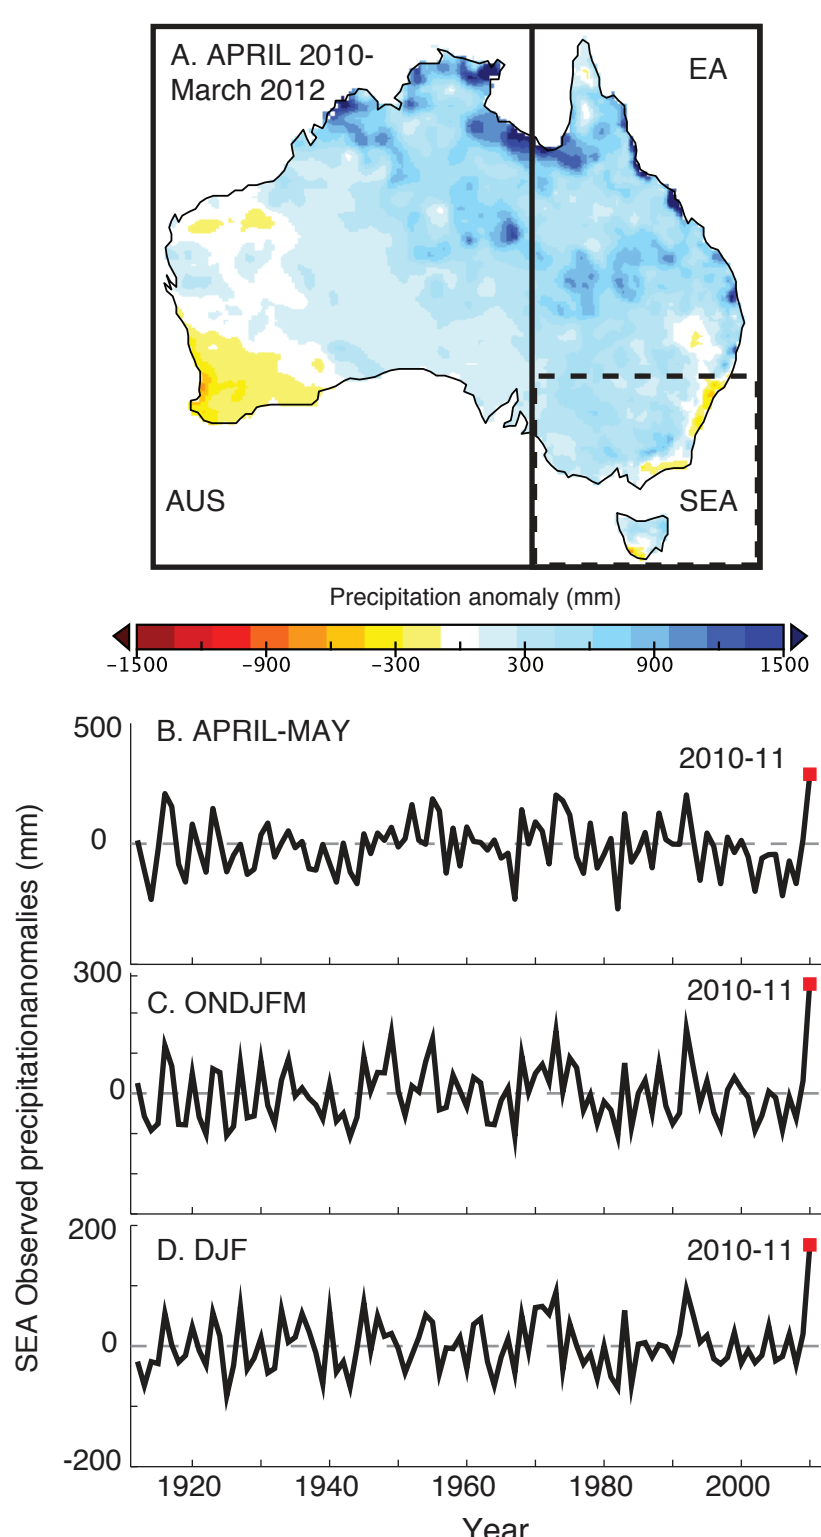 A. APRIL 2010-
March 2012
EA
AUS
SEA
Precipitation anomaly (mm)
−1500 −900 −300 300 900 1500
SEA Observed precipitationanomalies (mm)
500
B. APRIL-MAY
2010-11
0
300
C. ONDJFM
2010-11
0
200
D. DJF
2010-11
0
-200
1920 1940 1960 1980 2000
Year